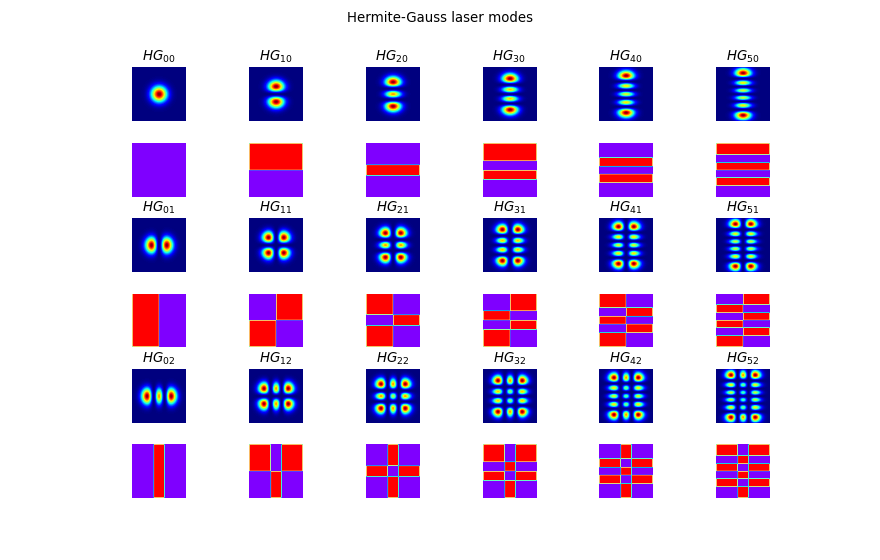 Hermite-Gauss laser modes
HG₀₀ HG₁₀ HG₂₀ HG₃₀ HG₄₀ HG₅₀
HG₀₁ HG₁₁ HG₂₁ HG₃₁ HG₄₁ HG₅₁
HG₀₂ HG₁₂ HG₂₂ HG₃₂ HG₄₂ HG₅₂